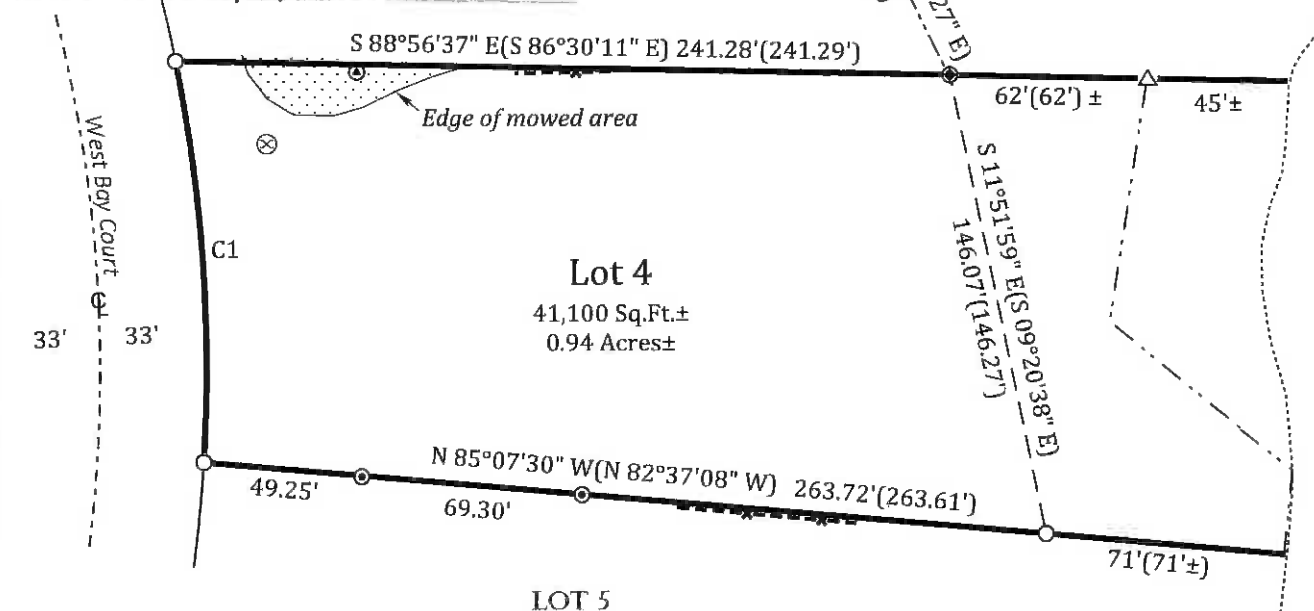 27" E)
S 88°56'37" E(S 86°30'11" E) 241.28'(241.29')
62'(62') ±
45'±
Edge of mowed area
West Bay Court
C1
S 11°51'59" E(S 09°20'38" E)
146.07'(146.27')
Lot 4
41,100 Sq.Ft.±
0.94 Acres±
33'
33'
N 85°07'30" W(N 82°37'08" W) 263.72'(263.61')
49.25'
69.30'
71'(71'±)
LOT 5